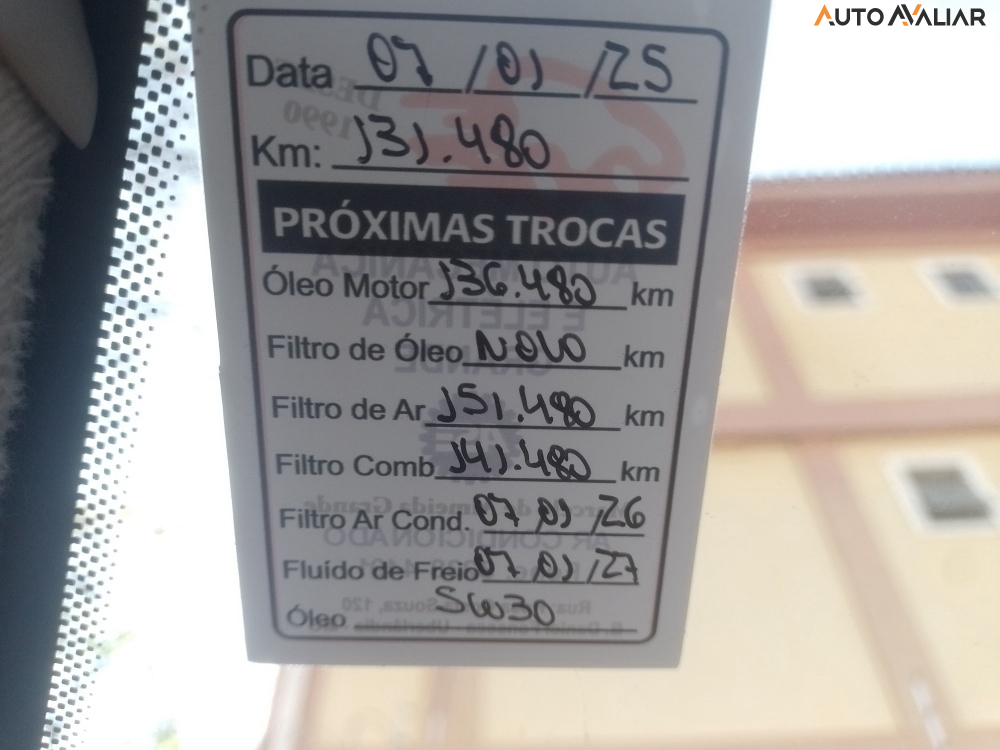 AUTO AVALIAR
Data 07/01/25
Km: 131.480
PRÓXIMAS TROCAS
Óleo Motor 136.480 km
Filtro de Óleo NOVO km
Filtro de Ar 151.480 km
Filtro Comb 141.480 km
Filtro Ar Cond. 07/01/26
Fluído de Freio 07/01/27
Óleo 5W30